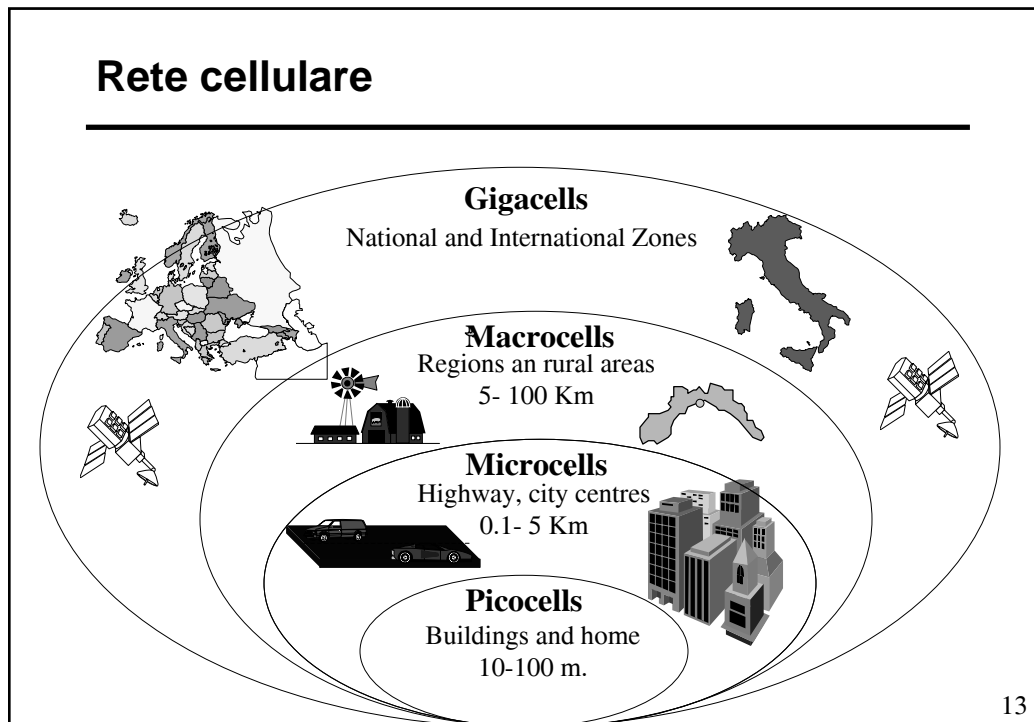 Rete cellulare
Gigacells
National and International Zones
Macrocells
Regions an rural areas
5- 100 Km
Microcells
Highway, city centres
0.1- 5 Km
Picocells
Buildings and home
10-100 m.
13